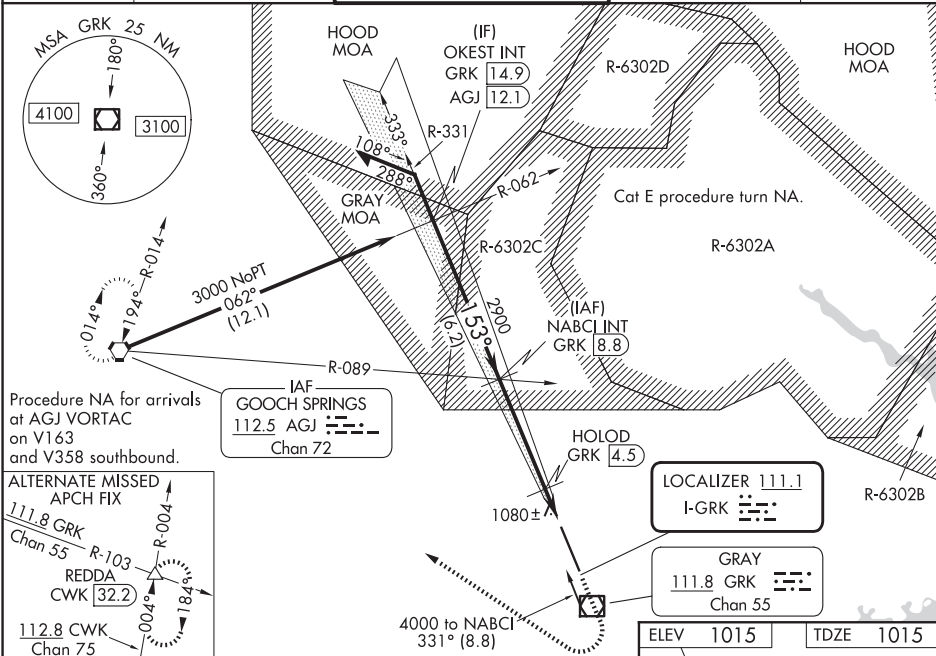 MSA GRK 25 NM
180°
4100
3100
360°
HOOD
MOA
(IF)
OKEST INT
GRK 14.9
AGJ 12.1
R-6302D
HOOD
MOA
333°
R-331
108°
288°
R-062
GRAY
MOA
Cat E procedure turn NA.
R-6302C
R-6302A
R-014
194°
014°
3000 NoPT
062°
(12.1)
2900
153°
(6.2)
(IAF)
NABCI INT
GRK 8.8
R-089
Procedure NA for arrivals
at AGJ VORTAC
on V163
and V358 southbound.
IAF
GOOCH SPRINGS
112.5 AGJ
Chan 72
HOLOD
GRK 4.5
1080±
LOCALIZER 111.1
I-GRK
R-6302B
GRAY
111.8 GRK
Chan 55
ALTERNATE MISSED
APCH FIX
111.8 GRK
Chan 55
R-103
R-004
REDDA
CWK 32.2
184°
004°
112.8 CWK
Chan 75
4000 to NABCI
331° (8.8)
ELEV 1015
TDZE 1015